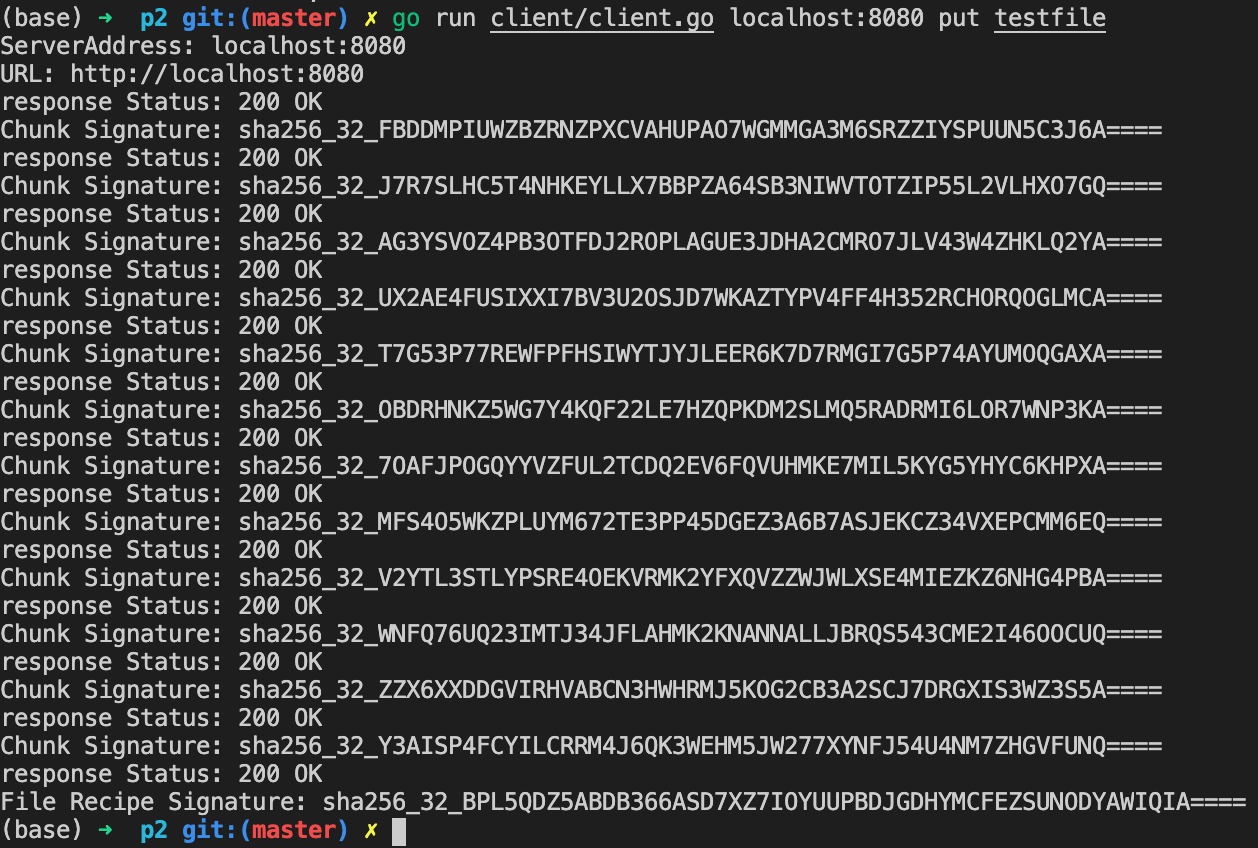 (base) ➜  p2 git:(master) ✗ go run client/client.go localhost:8080 put testfile
ServerAddress: localhost:8080
URL: http://localhost:8080
response Status: 200 OK
Chunk Signature: sha256_32_FBDDMPIUWZBZRNZPXCVAHUPAO7WGMMGA3M6SRZZIYSPUUN5C3J6A====
response Status: 200 OK
Chunk Signature: sha256_32_J7R7SLHC5T4NHKEYLLX7BBPZA64SB3NIWVTOTZIP55L2VLHXO7GQ====
response Status: 200 OK
Chunk Signature: sha256_32_AG3YSVOZ4PB3OTFDJ2ROPLAGUE3JDHA2CMRO7JLV43W4ZHKLQ2YA====
response Status: 200 OK
Chunk Signature: sha256_32_UX2AE4FUSIXXI7BV3U2OSJD7WKAZTYPV4FF4H352RCHORQOGLMCA====
response Status: 200 OK
Chunk Signature: sha256_32_T7G53P77REWFPFHSIWYTJYJLEER6K7D7RMGI7G5P74AYUMOQGAXA====
response Status: 200 OK
Chunk Signature: sha256_32_OBDRHNKZ5WG7Y4KQF22LE7HZQPKDM2SLMQ5RADRMI6LOR7WNP3KA====
response Status: 200 OK
Chunk Signature: sha256_32_7OAFJPOGQYYVZFUL2TCDQ2EV6FQVUHMKE7MIL5KYG5YHYC6KHPXA====
response Status: 200 OK
Chunk Signature: sha256_32_MFS4O5WKZPLUYM672TE3PP45DGEZ3A6B7ASJEKCZ34VXEPCMM6EQ====
response Status: 200 OK
Chunk Signature: sha256_32_V2YTL3STLYPSRE4OEKVRMK2YFXQVZZWJWLXSE4MIEZKZ6NHG4PBA====
response Status: 200 OK
Chunk Signature: sha256_32_WNFQ76UQ23IMTJ34JFLAHMK2KNANNALLJBRQS543CME2I46OOCUQ====
response Status: 200 OK
Chunk Signature: sha256_32_ZZX6XXDDGVIRHVABCN3HWHRMJ5KOG2CB3A2SCJ7DRGXIS3WZ3S5A====
response Status: 200 OK
Chunk Signature: sha256_32_Y3AISP4FCYILCRRM4J6QK3WEHM5JW277XYNFJ54U4NM7ZHGVFUNQ====
response Status: 200 OK
File Recipe Signature: sha256_32_BPL5QDZ5ABDB366ASD7XZ7IOYUUPBDJGDHYMCFEZSUNODYAWIQIA====
(base) ➜  p2 git:(master) ✗